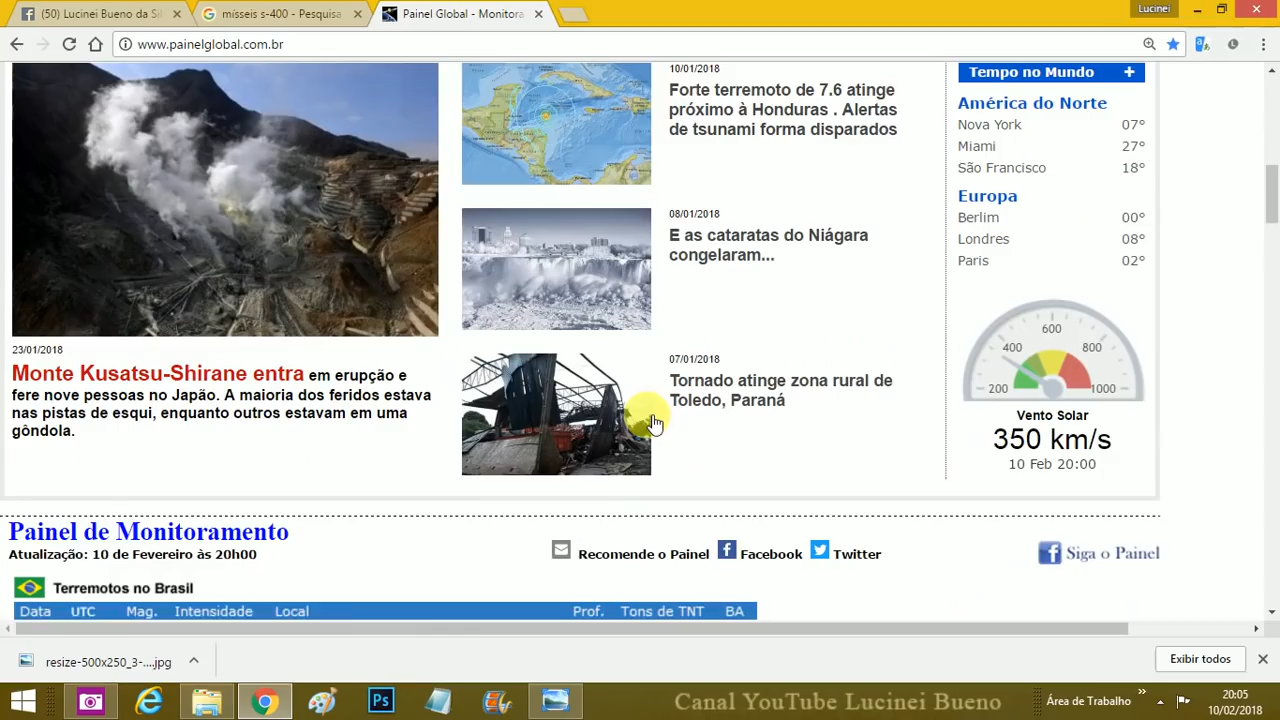 (50) Lucinei Bueno da Sil
mísseis s-400 - Pesquisa
Painel Global - Monitora
Lucinei
www.painelglobal.com.br
23/01/2018
Monte Kusatsu-Shirane entra em erupção e
fere nove pessoas no Japão. A maioria dos feridos estava
nas pistas de esqui, enquanto outros estavam em uma
gôndola.
10/01/2018
Forte terremoto de 7.6 atinge
próximo à Honduras . Alertas
de tsunami forma disparados
08/01/2018
E as cataratas do Niágara
congelaram...
07/01/2018
Tornado atinge zona rural de
Toledo, Paraná
Tempo no Mundo +
América do Norte
Nova York 07°
Miami 27°
São Francisco 18°
Europa
Berlim 00°
Londres 08°
Paris 02°
200 400 600 800 1000
Vento Solar
350 km/s
10 Feb 20:00
Painel de Monitoramento
Atualização: 10 de Fevereiro às 20h00
Recomende o Painel Facebook Twitter
Siga o Painel
Terremotos no Brasil
Data UTC Mag. Intensidade Local Prof. Tons de TNT BA
resize-500x250_3-....jpg
Exibir todos
Ps
Canal YouTube Lucinei Bueno
Área de Trabalho
20:05
10/02/2018